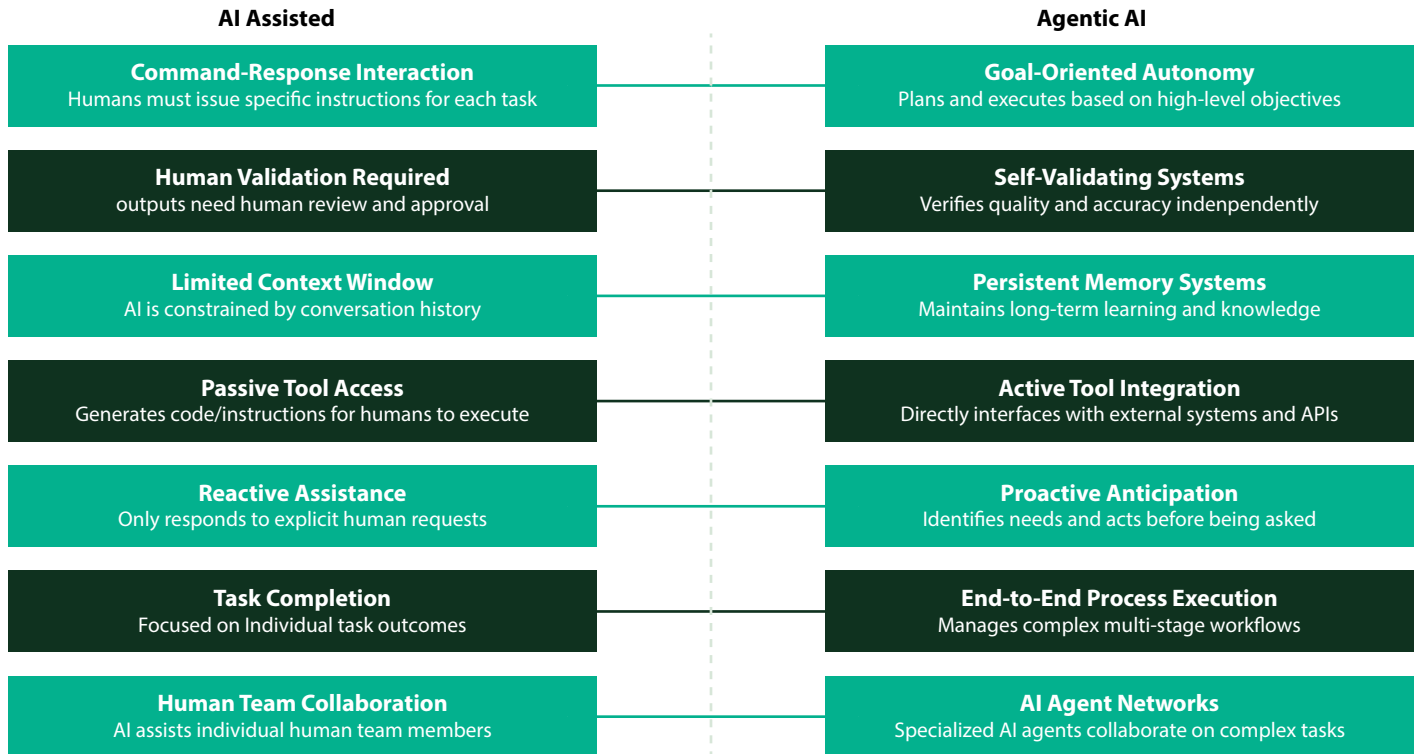 AI Assisted
Agentic AI
Command-Response Interaction
Humans must issue specific instructions for each task
Goal-Oriented Autonomy
Plans and executes based on high-level objectives
Human Validation Required
outputs need human review and approval
Self-Validating Systems
Verifies quality and accuracy indenpendently
Limited Context Window
AI is constrained by conversation history
Persistent Memory Systems
Maintains long-term learning and knowledge
Passive Tool Access
Generates code/instructions for humans to execute
Active Tool Integration
Directly interfaces with external systems and APIs
Reactive Assistance
Only responds to explicit human requests
Proactive Anticipation
Identifies needs and acts before being asked
Task Completion
Focused on Individual task outcomes
End-to-End Process Execution
Manages complex multi-stage workflows
Human Team Collaboration
AI assists individual human team members
AI Agent Networks
Specialized AI agents collaborate on complex tasks